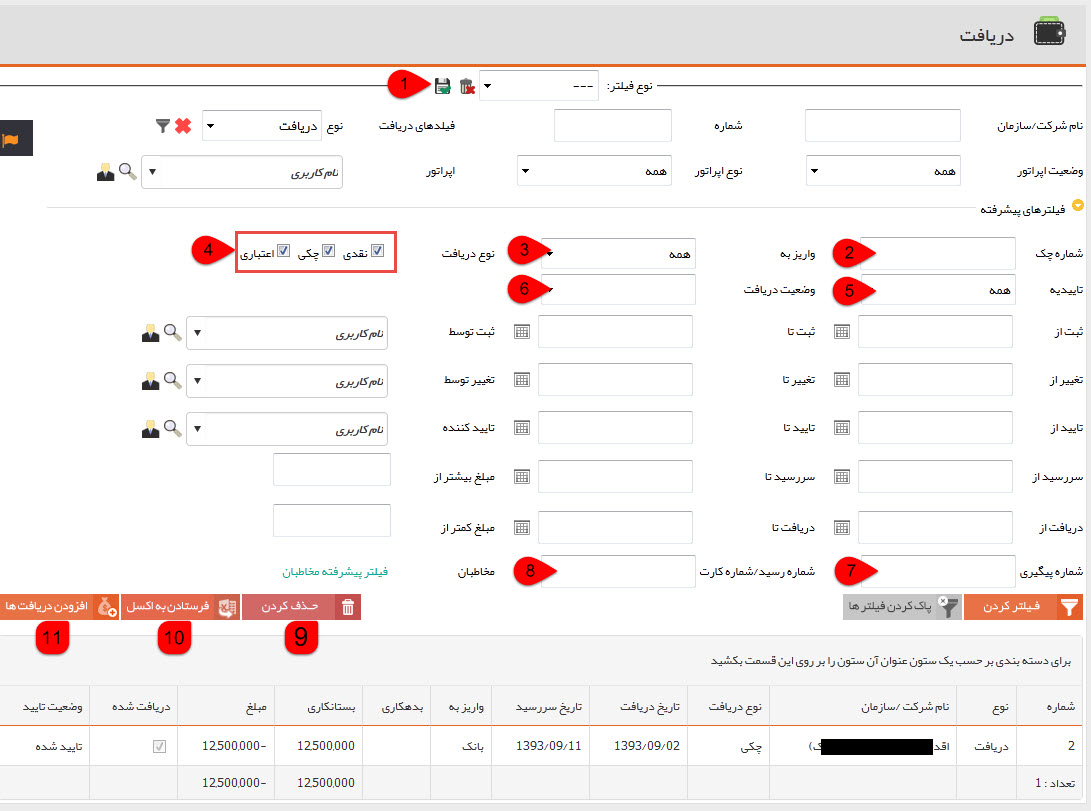 دریافت
نوع فیلتر: --- 1
نام شرکت/سازمان شماره فیلدهای دریافت نوع دریافت
وضعیت اپراتور همه نوع اپراتور همه اپراتور نام کاربری
فیلترهای پیشرفته
شماره چک 2 واریز به همه 3 نوع دریافت نقدی چکی اعتباری 4
تاییدیه همه 5 وضعیت دریافت 6
ثبت از ثبت تا ثبت توسط نام کاربری
تغییر از تغییر تا تغییر توسط نام کاربری
تایید از تایید تا تایید کننده نام کاربری
سررسید از سررسید تا مبلغ بیشتر از
دریافت از دریافت تا مبلغ کمتر از
شماره پیگیری 7 شماره رسید/شماره کارت 8 مخاطبان فیلتر پیشرفته مخاطبان
فیلتر کردن پاک کردن فیلتر ها حذف کردن فرستادن به اکسل افزودن دریافت ها
9 10 11
برای دسته بندی بر حسب یک ستون عنوان آن ستون را بر روی این قسمت بکشید
شماره نوع نام شرکت /سازمان نوع دریافت تاریخ دریافت تاریخ سررسید واریز به بدهکاری بستانکاری مبلغ دریافت شده وضعیت تایید
2 دریافت اقد ک) چکی 1393/09/02 1393/09/11 بانک 12,500,000 -12,500,000 تایید شده
تعداد : 1 12,500,000 -12,500,000